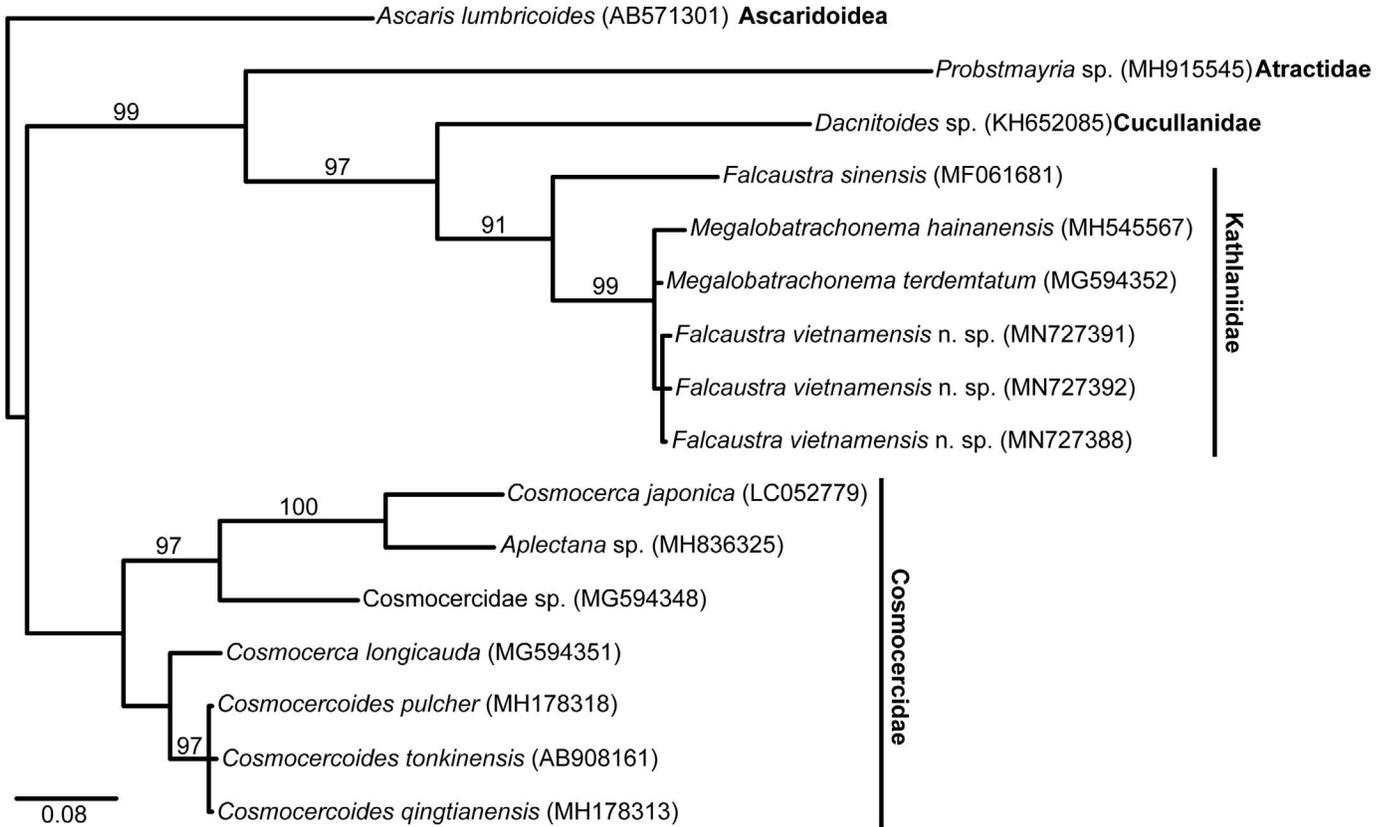 Ascaris lumbricoides (AB571301) Ascaridoidea
Probstmayria sp. (MH915545) Atractidae
99
Dacnitoides sp. (KH652085) Cucullanidae
97
Falcaustra sinensis (MF061681)
91
Megalobatrachonema hainanensis (MH545567)
Megalobatrachonema terdemtatum (MG594352)
99
Falcaustra vietnamensis n. sp. (MN727391)
Falcaustra vietnamensis n. sp. (MN727392)
Falcaustra vietnamensis n. sp. (MN727388)
Kathlaniidae
Cosmocerca japonica (LC052779)
100
Aplectana sp. (MH836325)
97
Cosmocercidae sp. (MG594348)
Cosmocerca longicauda (MG594351)
Cosmocercoides pulcher (MH178318)
97
Cosmocercoides tonkinensis (AB908161)
Cosmocercoides qingtianensis (MH178313)
Cosmocercidae
0.08